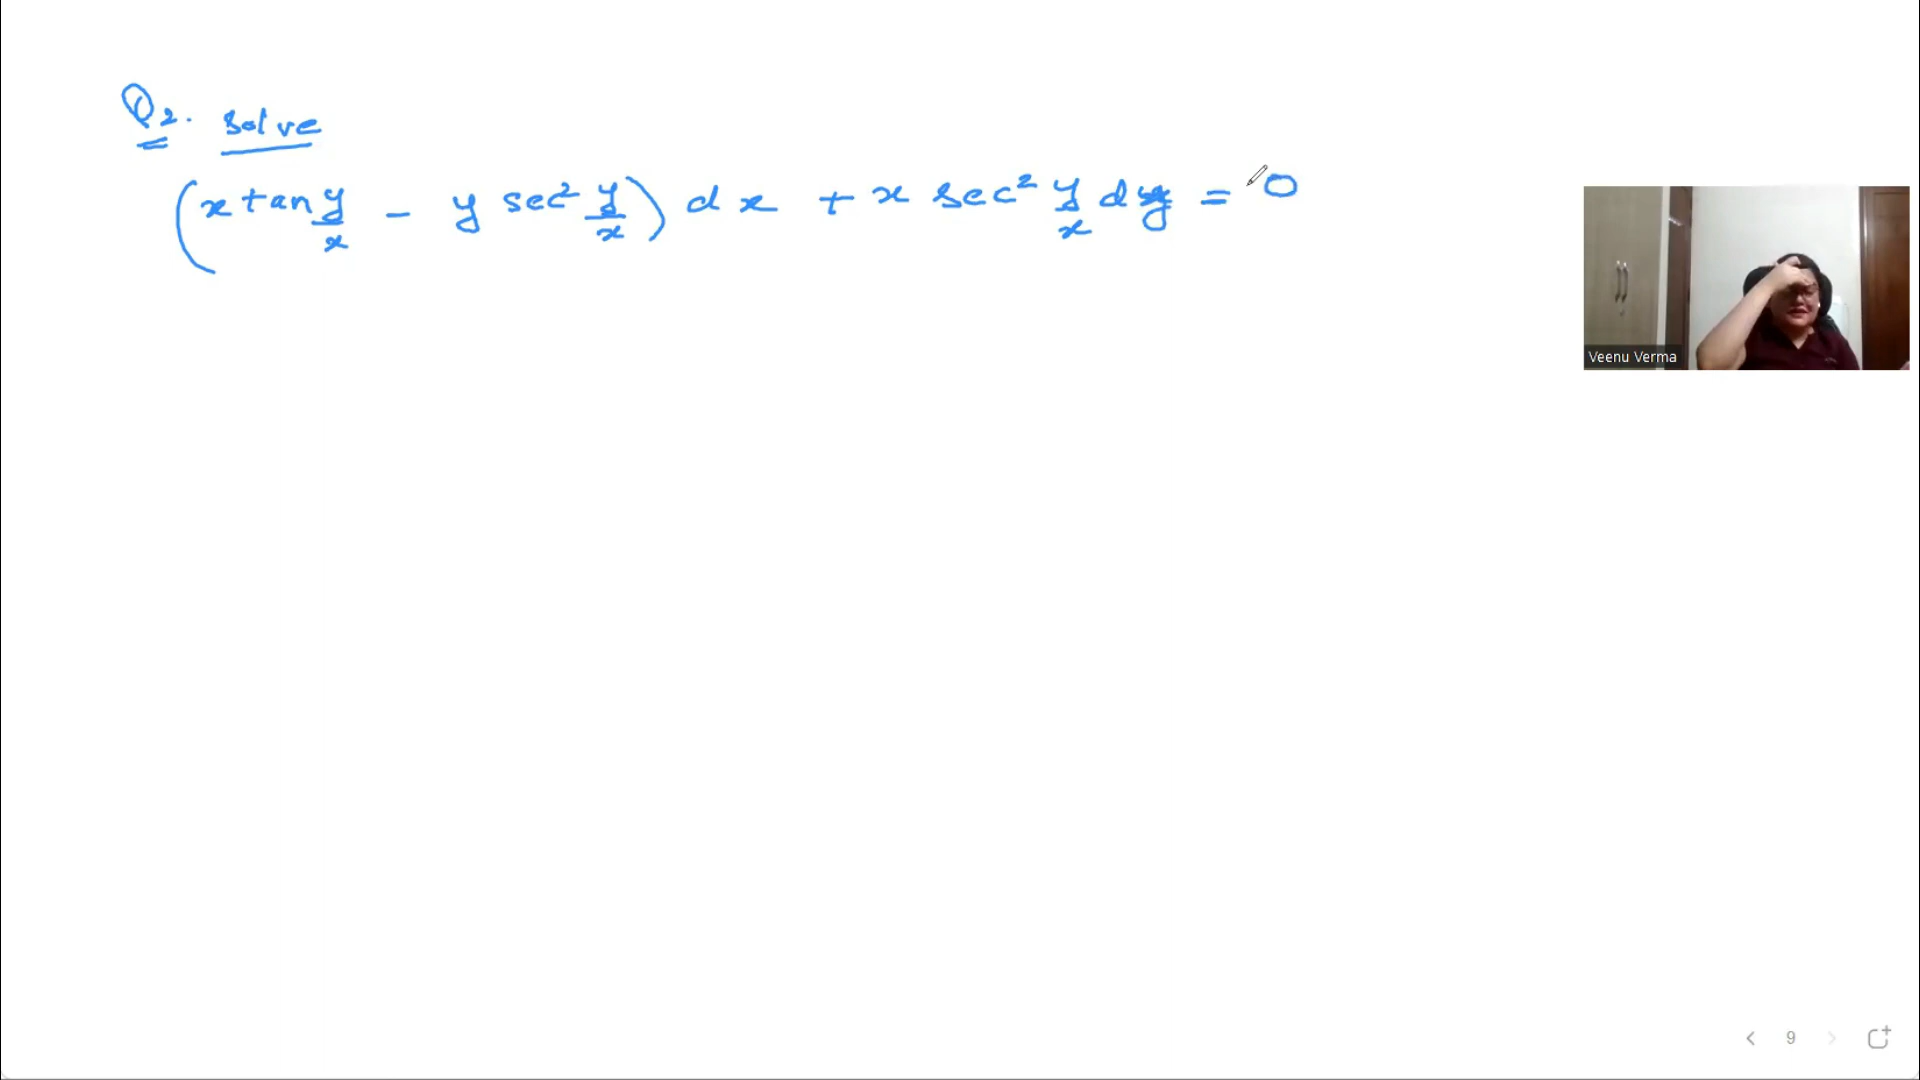 Q2. Solve
(x tan y/x - y sec² y/x) dx + x sec² y/x dy = 0
Veenu Verma
9